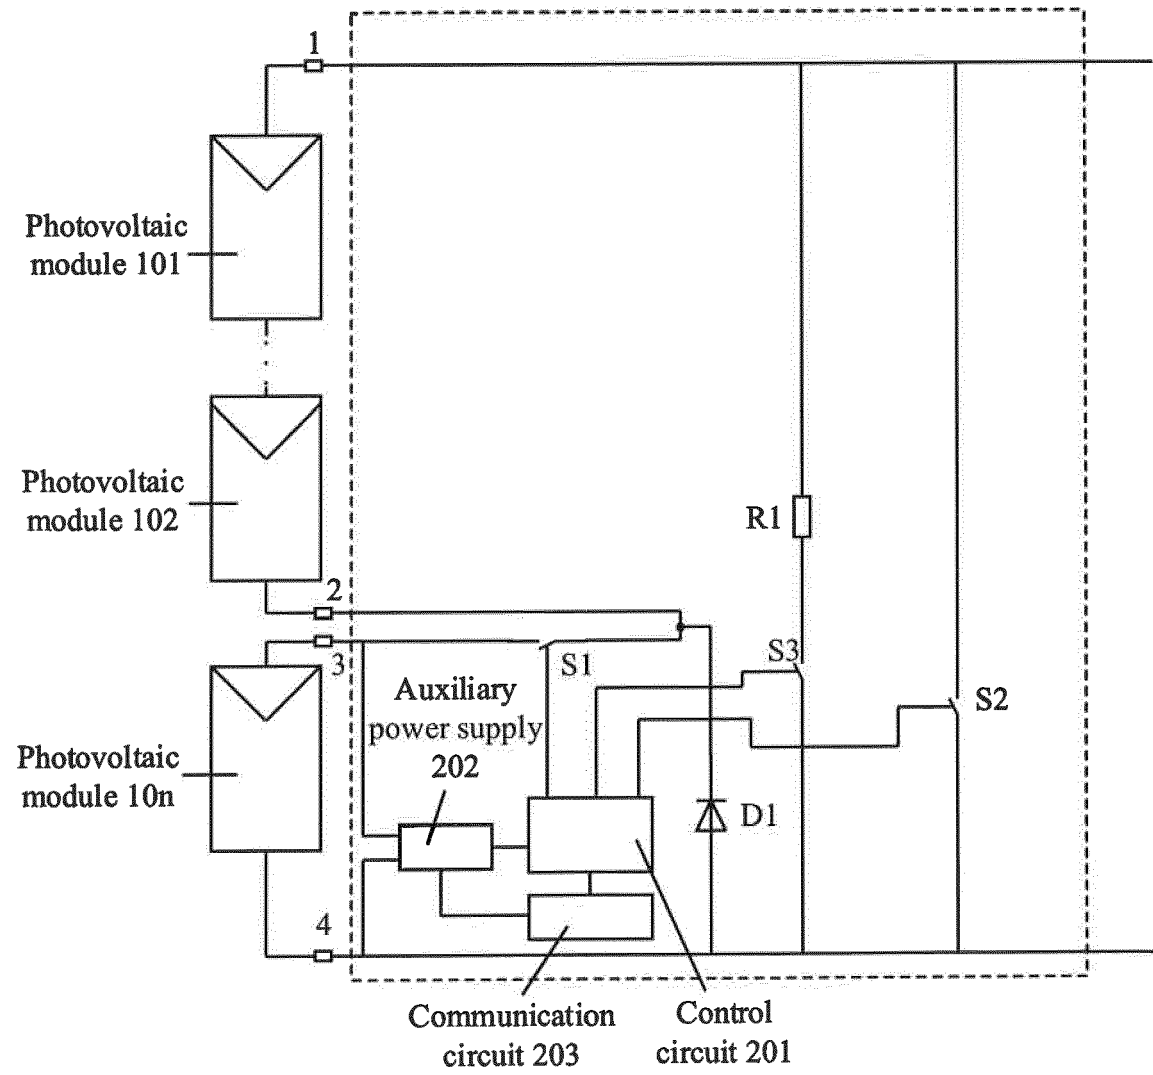 1
Photovoltaic
module 101
Photovoltaic
module 102
R1
2
3
S1
S3
S2
Auxiliary
power supply
202
Photovoltaic
module 10n
D1
4
Communication
circuit 203
Control
circuit 201